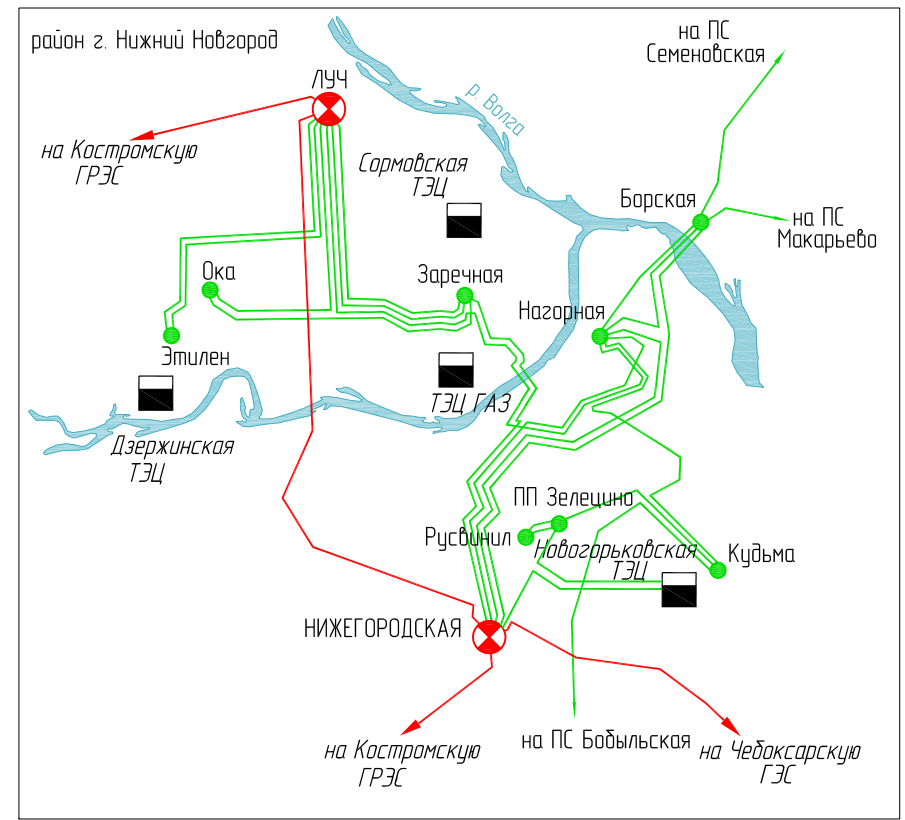 район г. Нижний Новгород
на ПС
Семеновская
ЛУЧ
р. Волга
на Костромскую
ГРЭС
Сормовская
ТЭЦ
Борская
на ПС
Макарьево
Ока
Заречная
Нагорная
Этилен
ТЭЦ ГАЗ
Дзержинская
ТЭЦ
ПП Зелецино
Русвинил
Новогорьковская
ТЭЦ
Кудьма
НИЖЕГОРОДСКАЯ
на Костромскую
ГРЭС
на ПС Бобыльская
на Чебоксарскую
ГЭС